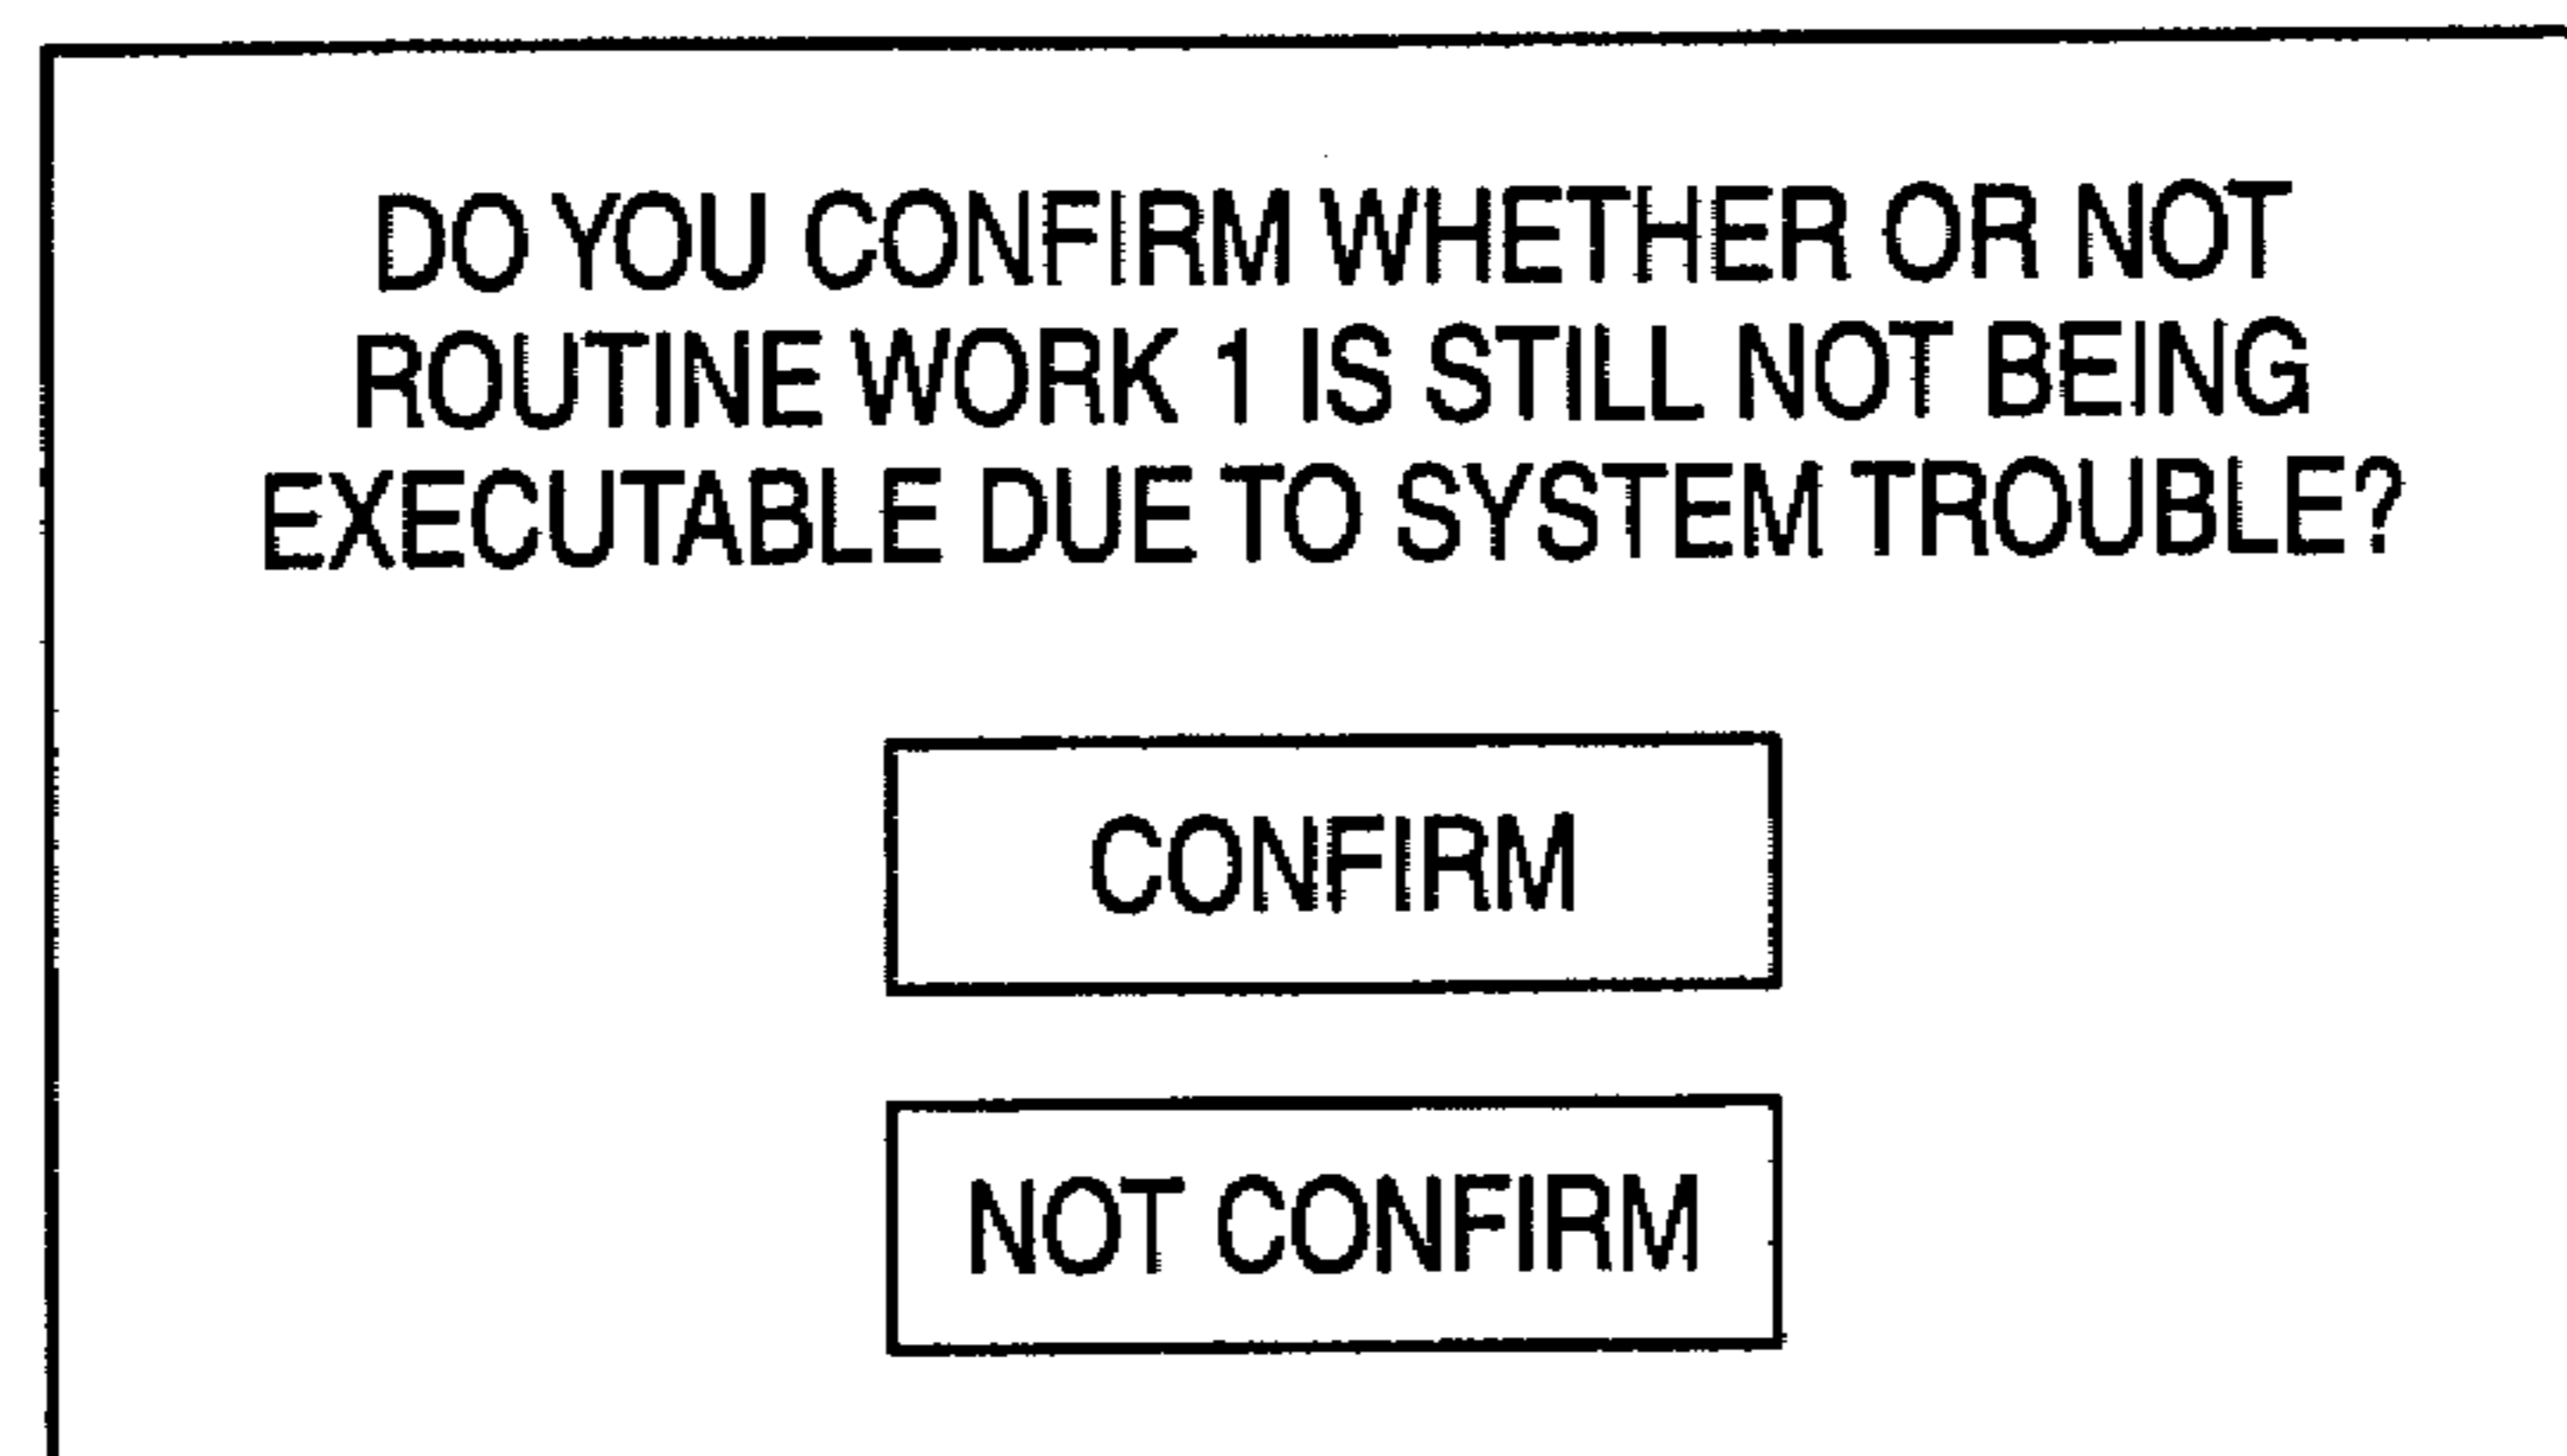 DO YOU CONFIRM WHETHER OR NOT
ROUTINE WORK 1 IS STILL NOT BEING
EXECUTABLE DUE TO SYSTEM TROUBLE?
CONFIRM
NOT CONFIRM